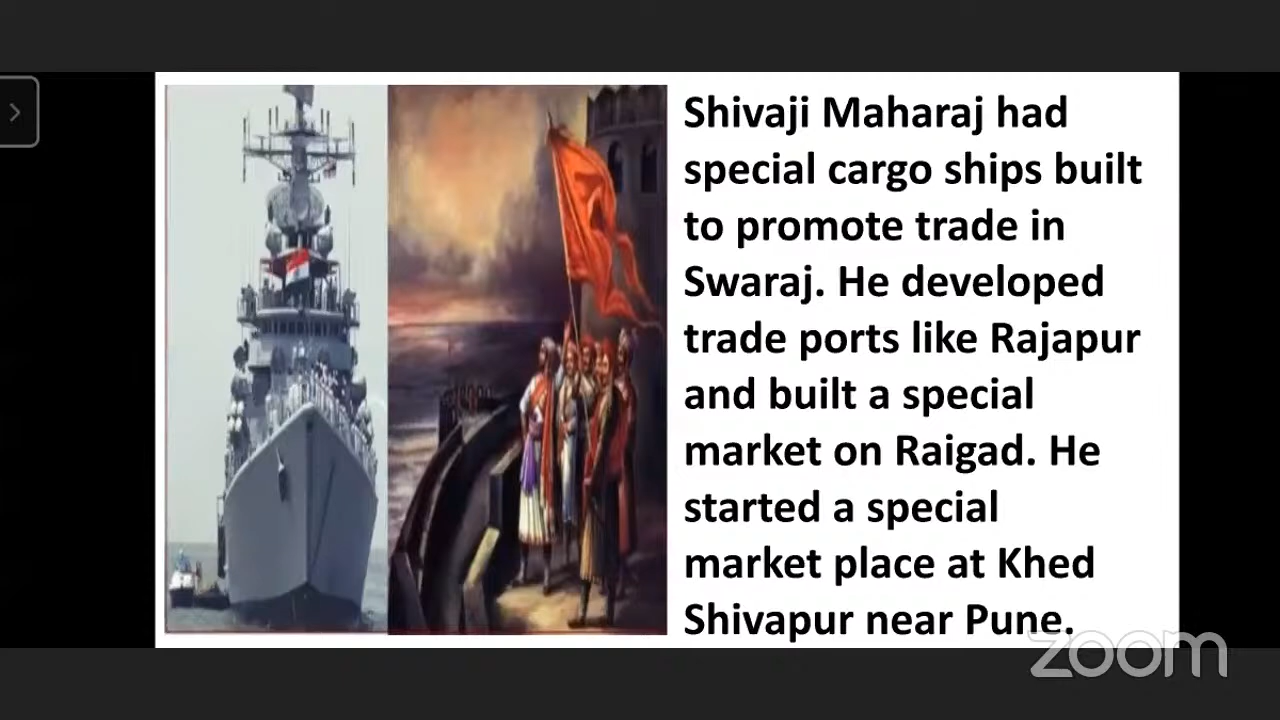 Shivaji Maharaj had
special cargo ships built
to promote trade in
Swaraj. He developed
trade ports like Rajapur
and built a special
market on Raigad. He
started a special
market place at Khed
Shivapur near Pune.
zoom